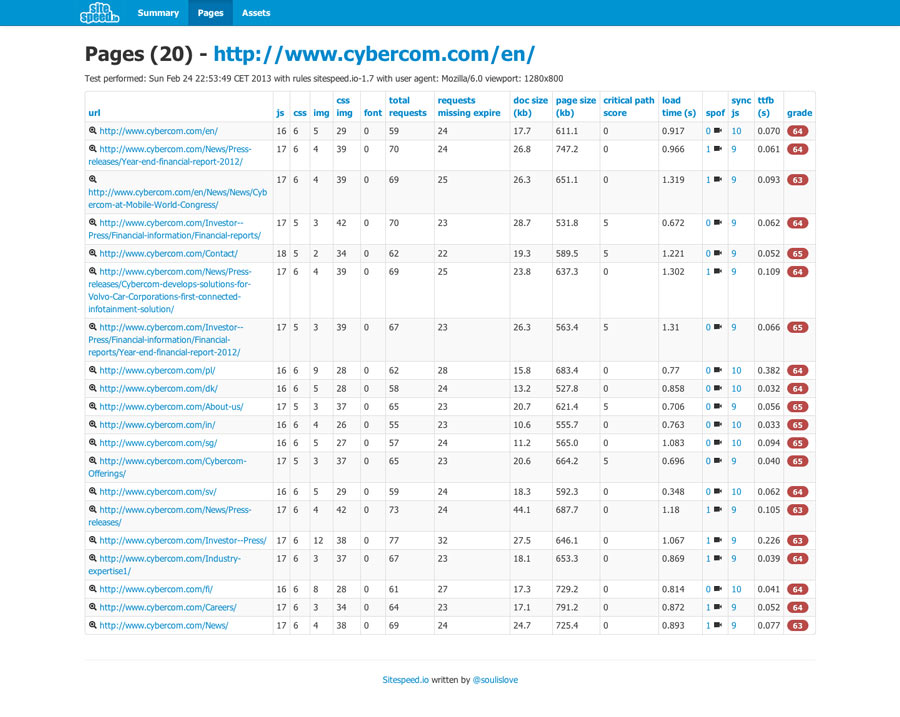 site speed.io Summary Pages Assets
Pages (20) - http://www.cybercom.com/en/
Test performed: Sun Feb 24 22:53:49 CET 2013 with rules sitespeed.io-1.7 with user agent: Mozilla/6.0 viewport: 1280x800
css total requests doc size page size critical path load sync ttfb
url js css img img font requests missing expire (kb) (kb) score time (s) spof js (s) grade
http://www.cybercom.com/en/ 16 6 5 29 0 59 24 17.7 611.1 0 0.917 0 10 0.070 64
http://www.cybercom.com/News/Press- 17 6 4 39 0 70 24 26.8 747.2 0 0.966 1 9 0.061 64
releases/Year-end-financial-report-2012/
17 6 4 39 0 69 25 26.3 651.1 0 1.319 1 9 0.093 63
http://www.cybercom.com/en/News/News/Cyb
ercom-at-Mobile-World-Congress/
http://www.cybercom.com/Investor-- 17 5 3 42 0 70 23 28.7 531.8 5 0.672 0 9 0.062 64
Press/Financial-information/Financial-reports/
http://www.cybercom.com/Contact/ 18 5 2 34 0 62 22 19.3 589.5 5 1.221 0 9 0.052 65
http://www.cybercom.com/News/Press- 17 6 4 39 0 69 25 23.8 637.3 0 1.302 1 9 0.109 64
releases/Cybercom-develops-solutions-for-
Volvo-Car-Corporations-first-connected-
infotainment-solution/
http://www.cybercom.com/Investor-- 17 5 3 39 0 67 23 26.3 563.4 5 1.31 0 9 0.066 65
Press/Financial-information/Financial-
reports/Year-end-financial-report-2012/
http://www.cybercom.com/pl/ 16 6 9 28 0 62 28 15.8 683.4 0 0.77 0 10 0.382 64
http://www.cybercom.com/dk/ 16 6 5 28 0 58 24 13.2 527.8 0 0.858 0 10 0.032 64
http://www.cybercom.com/About-us/ 17 5 3 37 0 65 23 20.7 621.4 5 0.706 0 9 0.056 65
http://www.cybercom.com/in/ 16 6 4 26 0 55 23 10.6 555.7 0 0.763 0 10 0.033 65
http://www.cybercom.com/sg/ 16 6 5 27 0 57 24 11.2 565.0 0 1.083 0 10 0.094 65
http://www.cybercom.com/Cybercom- 17 5 3 37 0 65 23 20.6 664.2 5 0.696 0 9 0.040 65
Offerings/
http://www.cybercom.com/sv/ 16 6 5 29 0 59 24 18.3 592.3 0 0.348 0 10 0.062 64
http://www.cybercom.com/News/Press- 17 6 4 42 0 73 24 44.1 687.7 0 1.18 1 9 0.105 63
releases/
http://www.cybercom.com/Investor--Press/ 17 6 12 38 0 77 32 27.5 646.1 0 1.067 1 9 0.226 63
http://www.cybercom.com/Industry- 17 6 3 37 0 67 23 18.1 653.3 0 0.869 1 9 0.039 64
expertise1/
http://www.cybercom.com/fi/ 16 6 8 28 0 61 27 17.3 729.2 0 0.814 0 10 0.041 64
http://www.cybercom.com/Careers/ 17 6 3 34 0 64 23 17.1 791.2 0 0.872 1 9 0.052 64
http://www.cybercom.com/News/ 17 6 4 38 0 69 24 24.7 725.4 0 0.893 1 9 0.077 63
Sitespeed.io written by @soulislove